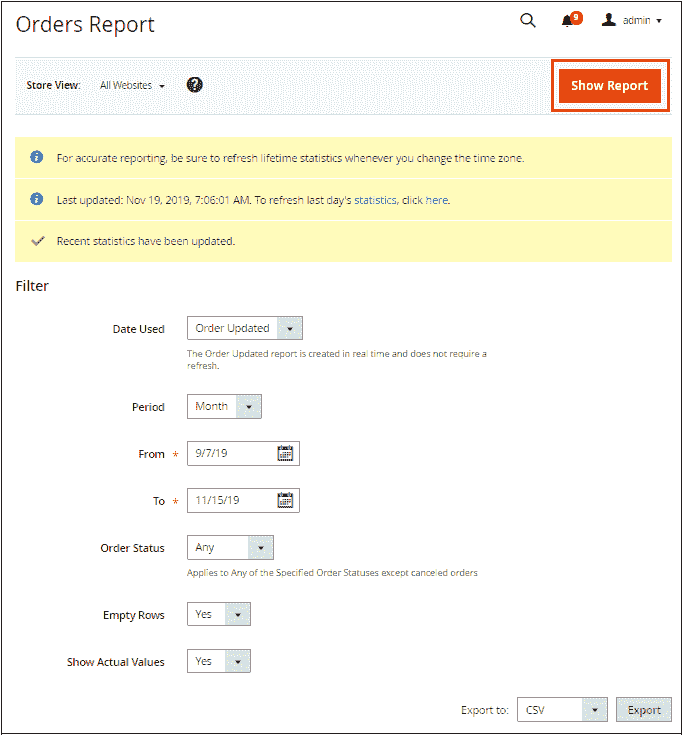 Orders Report
9
admin
Store View: All Websites ?
Show Report
For accurate reporting, be sure to refresh lifetime statistics whenever you change the time zone.
Last updated: Nov 19, 2019, 7:06:01 AM. To refresh last day's statistics, click here.
Recent statistics have been updated.
Filter
Date Used Order Updated
The Order Updated report is created in real time and does not require a
refresh.
Period Month
From * 9/7/19
To * 11/15/19
Order Status Any
Applies to Any of the Specified Order Statuses except canceled orders
Empty Rows Yes
Show Actual Values Yes
Export to: CSV Export